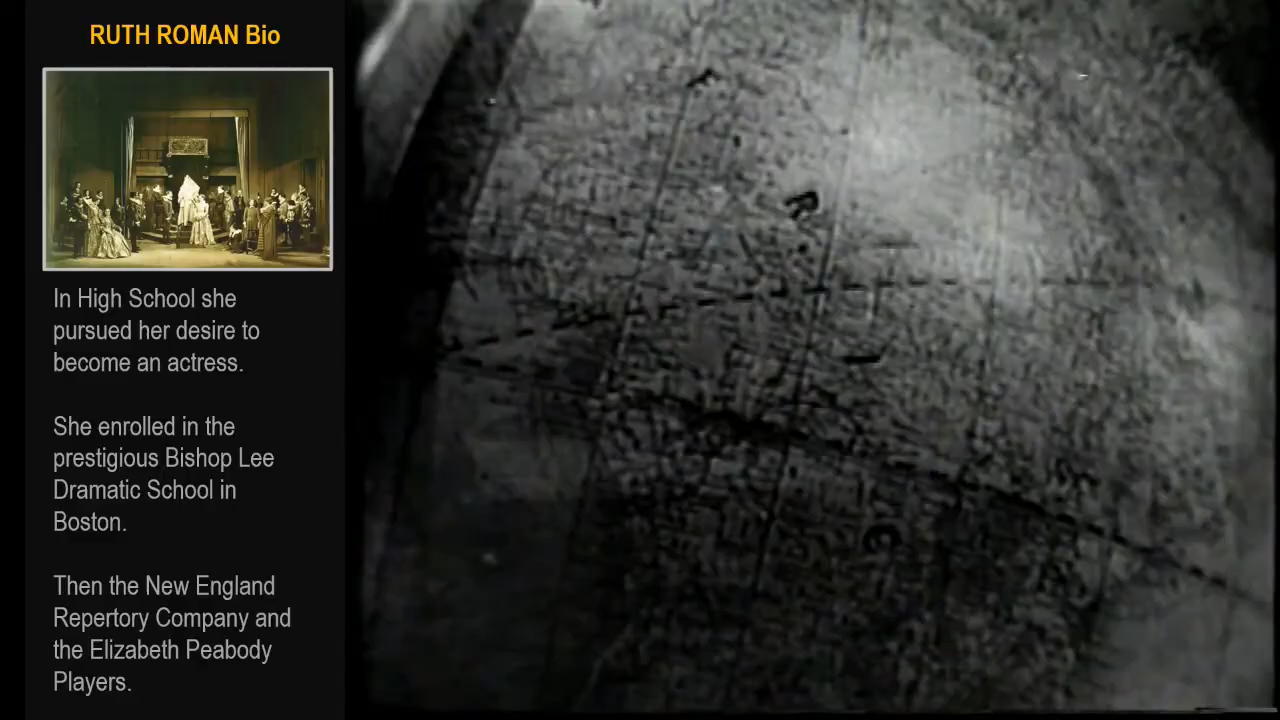 RUTH ROMAN Bio
In High School she
pursued her desire to
become an actress.
She enrolled in the
prestigious Bishop Lee
Dramatic School in
Boston.
Then the New England
Repertory Company and
the Elizabeth Peabody
Players.